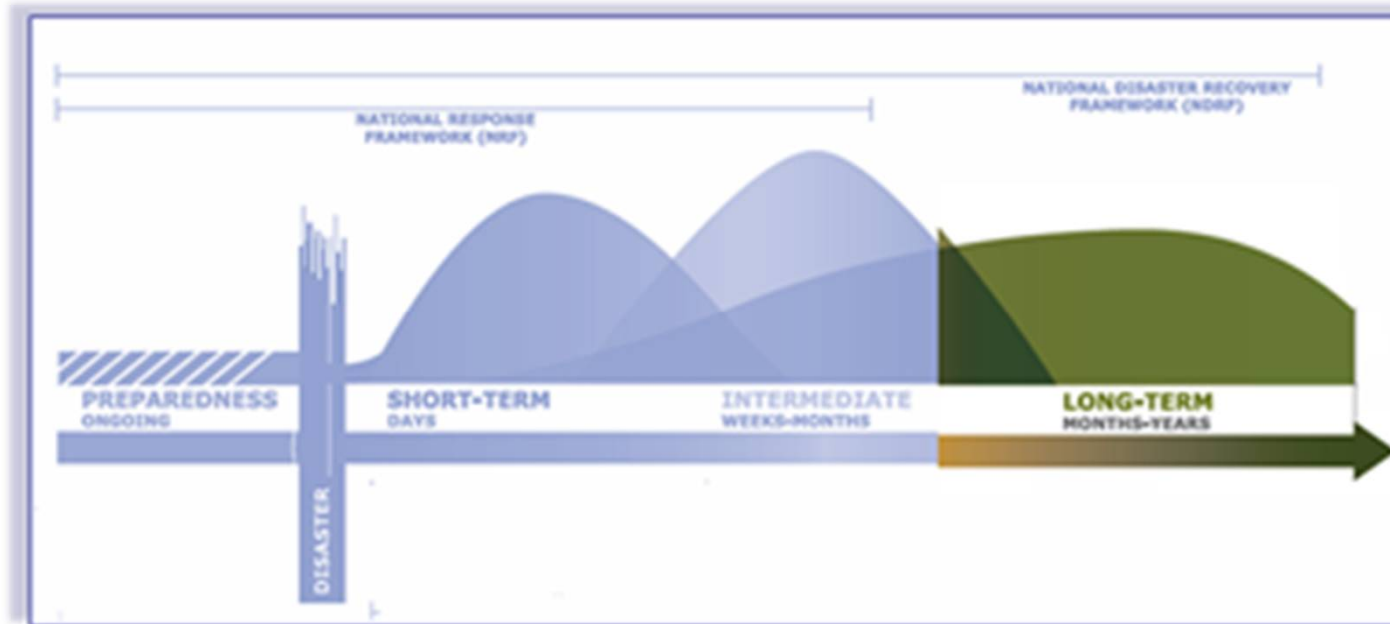 NATIONAL DISASTER RECOVERY
FRAMEWORK (NDRF)
NATIONAL RESPONSE
FRAMEWORK (NRF)
PREPAREDNESS
ONGOING
SHORT-TERM
DAYS
INTERMEDIATE
WEEKS-MONTHS
LONG-TERM
MONTHS-YEARS
DISASTER